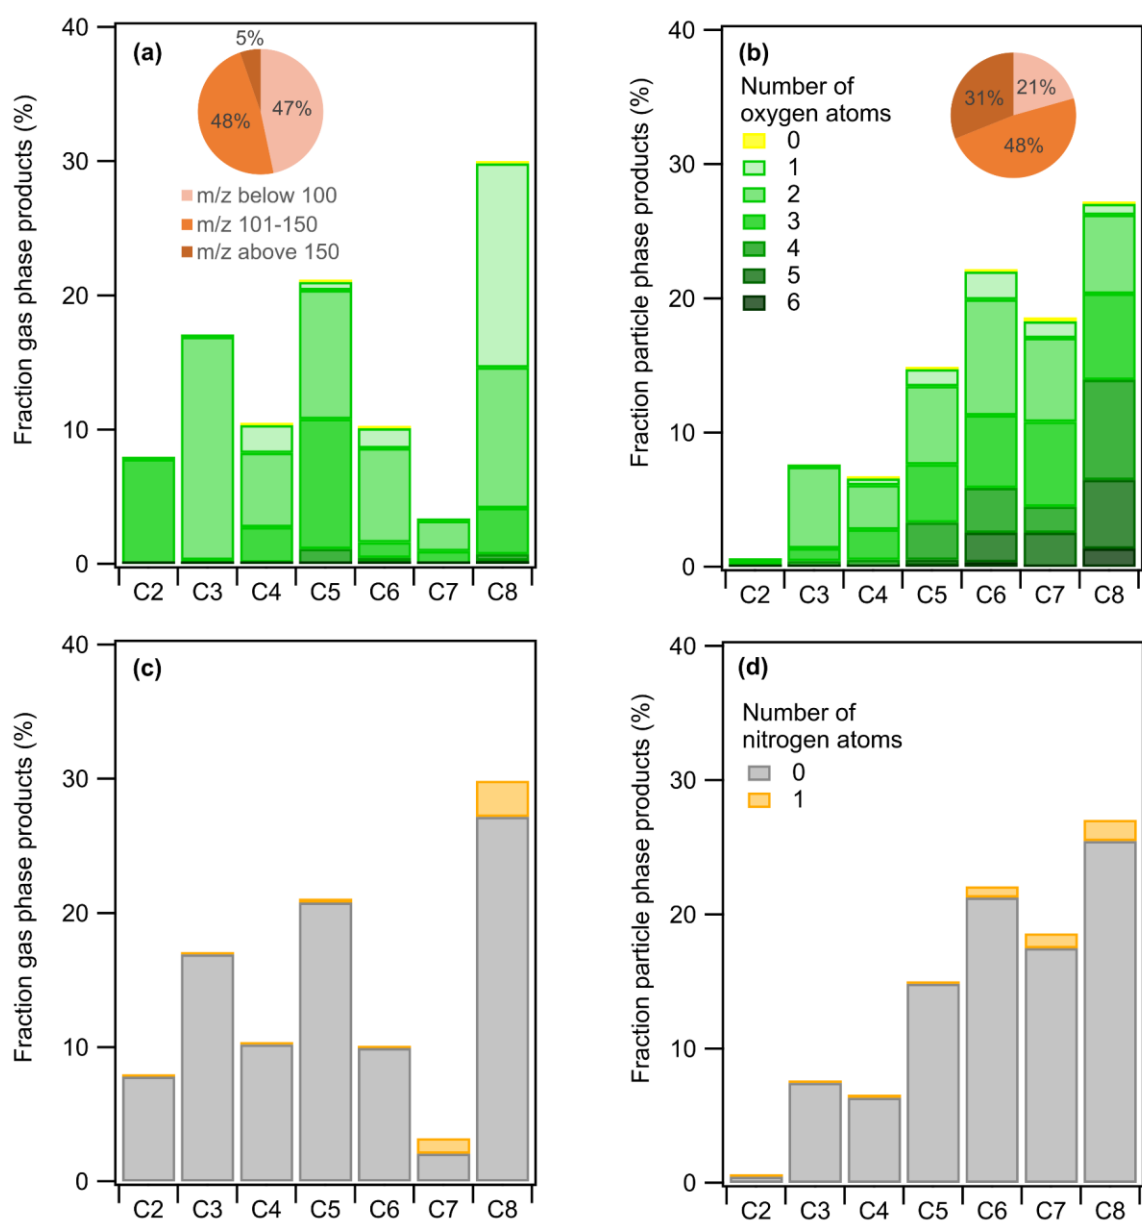 (a)
40
30
20
10
0
Fraction gas phase products (%)
5%
47%
48%
m/z below 100
m/z 101-150
m/z above 150
C2 C3 C4 C5 C6 C7 C8
(b)
40
30
20
10
0
Fraction particle phase products (%)
Number of
oxygen atoms
0
1
2
3
4
5
6
21%
31%
48%
C2 C3 C4 C5 C6 C7 C8
(c)
40
30
20
10
0
Fraction gas phase products (%)
C2 C3 C4 C5 C6 C7 C8
(d)
40
30
20
10
0
Fraction particle phase products (%)
Number of
nitrogen atoms
0
1
C2 C3 C4 C5 C6 C7 C8